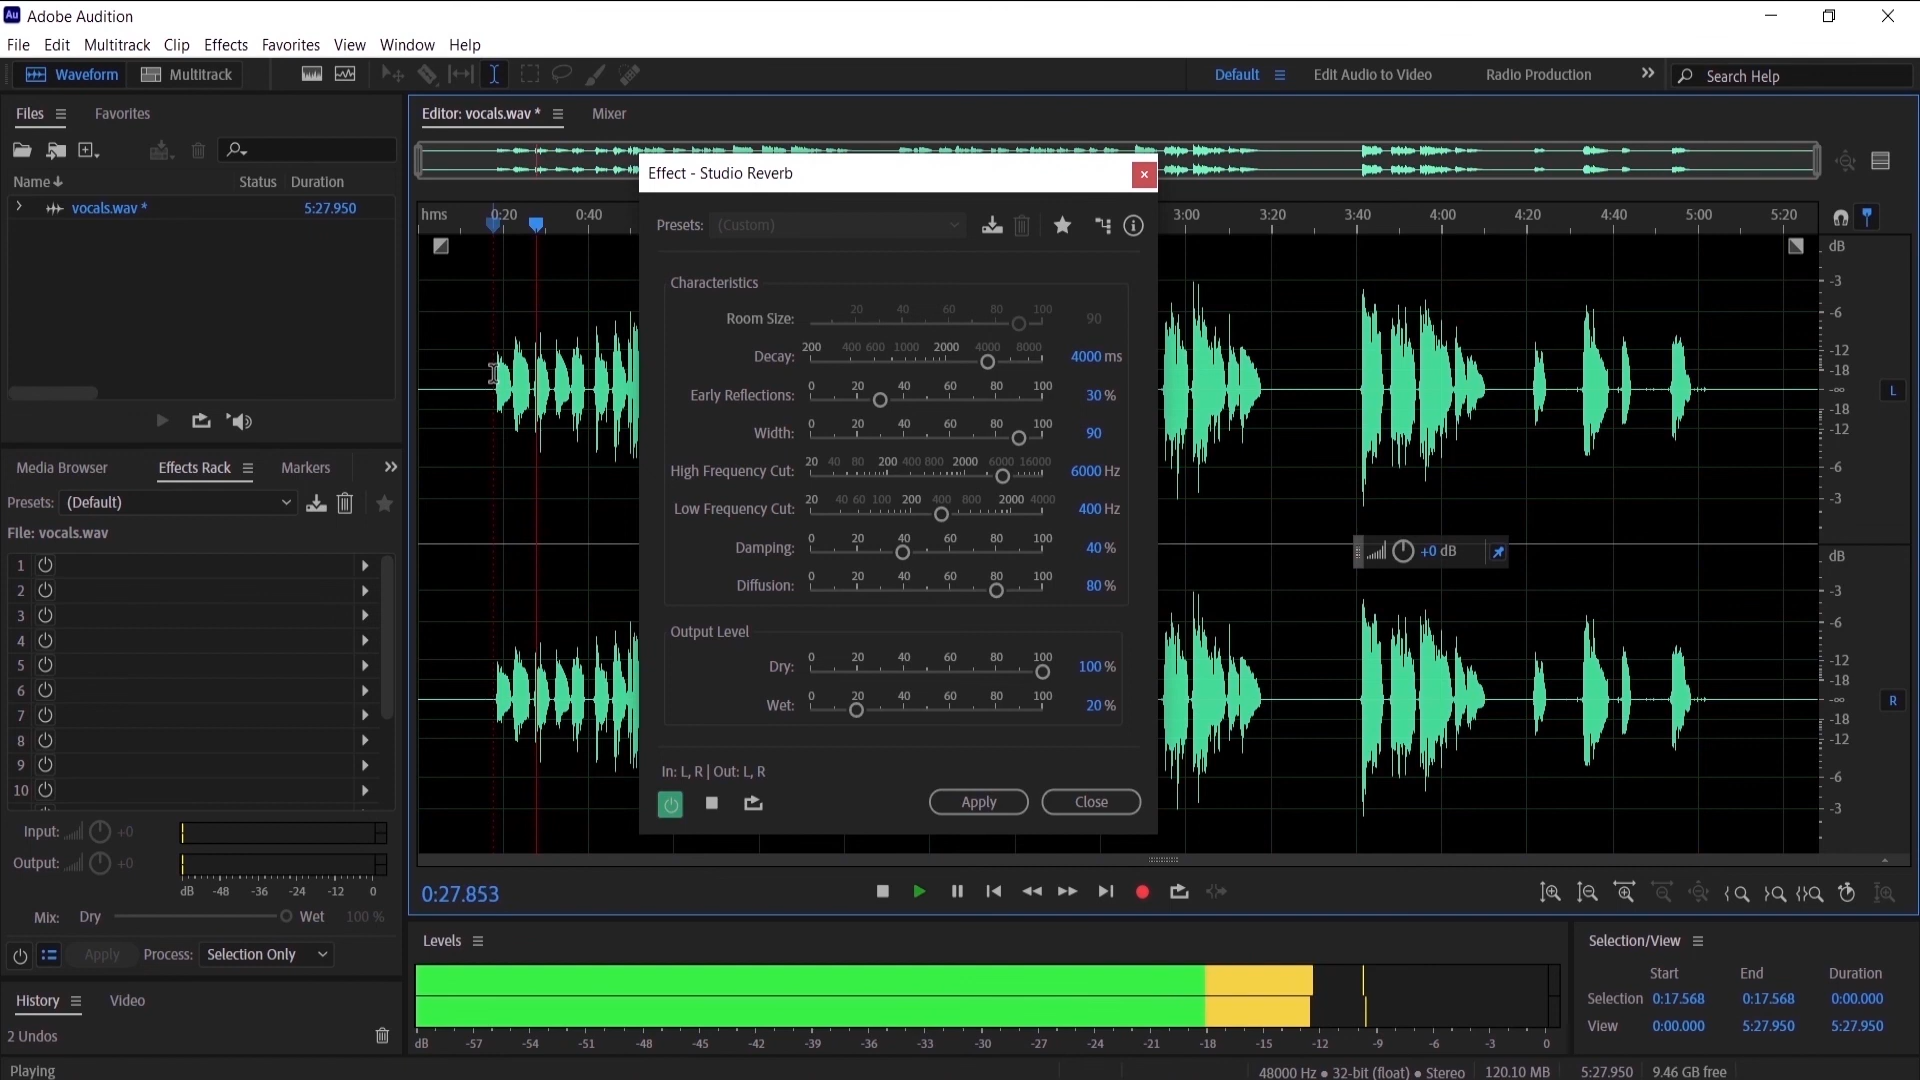 Au Adobe Audition
File Edit Multitrack Clip Effects Favorites View Window Help
Waveform Multitrack Default Edit Audio to Video Radio Production Search Help
Files Favorites
Name Status Duration
vocals.wav * 5:27.950
Media Browser Effects Rack Markers
Presets: (Default)
File: vocals.wav
1
2
3
4
5
6
7
8
9
10
Input: +0
Output: +0
dB -48 -36 -24 -12 0
Mix: Dry Wet 100 %
Apply Process: Selection Only
History Video
2 Undos
Playing
Editor: vocals.wav * Mixer
hms 0:20 0:40 3:00 3:20 3:40 4:00 4:20 4:40 5:00 5:20
Effect - Studio Reverb
Presets: (Custom)
Characteristics
20 40 60 80 100
Room Size: 90
200 400 600 1000 2000 4000 8000
Decay: 4000 ms
0 20 40 60 80 100
Early Reflections: 30 %
0 20 40 60 80 100
Width: 90
20 40 80 200 400 800 2000 6000 16000
High Frequency Cut: 6000 Hz
20 40 60 100 200 400 800 2000 4000
Low Frequency Cut: 400 Hz
0 20 40 60 80 100
Damping: 40 %
0 20 40 60 80 100
Diffusion: 80 %
Output Level
0 20 40 60 80 100
Dry: 100 %
0 20 40 60 80 100
Wet: 20 %
In: L, R | Out: L, R
Apply Close
dB
-3
-6
-12
-18
-∞
-18
-12
-6
-3
L
+0 dB
dB
-3
-6
-12
-18
-∞
-18
-12
-6
-3
R
0:27.853
Levels
dB -57 -54 -51 -48 -45 -42 -39 -36 -33 -30 -27 -24 -21 -18 -15 -12 -9 -6 -3 0
Selection/View
Start End Duration
Selection 0:17.568 0:17.568 0:00.000
View 0:00.000 5:27.950 5:27.950
48000 Hz ● 32-bit (float) ● Stereo 120.10 MB 5:27.950 9.46 GB free